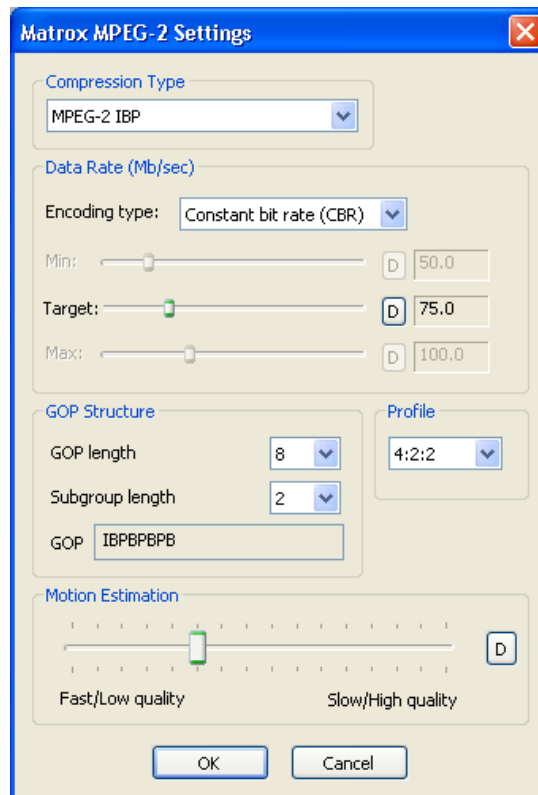 Matrox MPEG-2 Settings
Compression Type
MPEG-2 IBP
Data Rate (Mb/sec)
Encoding type: Constant bit rate (CBR)
Min: D 50.0
Target: D 75.0
Max: D 100.0
GOP Structure
GOP length 8
Subgroup length 2
GOP IBPBPBPB
Profile
4:2:2
Motion Estimation
D
Fast/Low quality Slow/High quality
OK Cancel